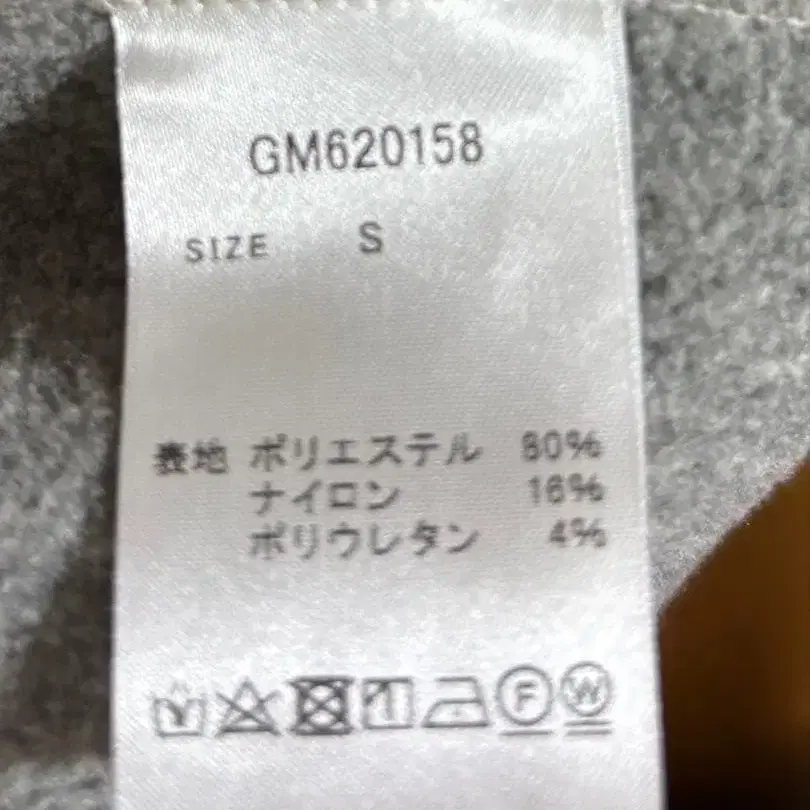 GM620158
SIZE S
表地 ポリエステル 80%
ナイロン 16%
ポリウレタン 4%
F W